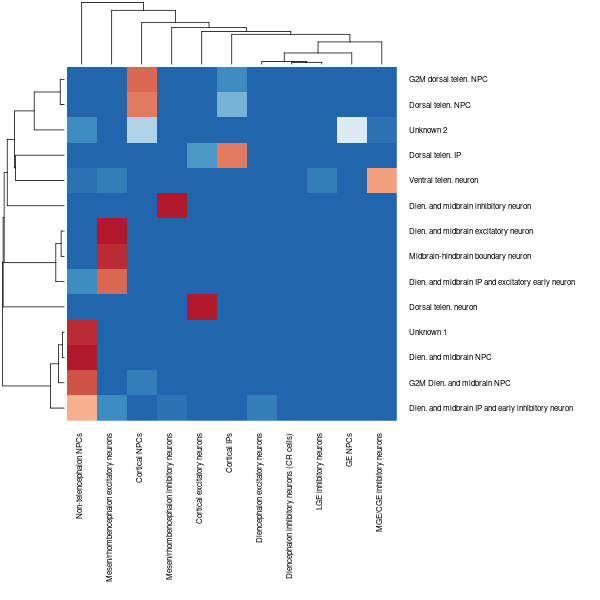 G2M dorsal telen. NPC
Dorsal telen. NPC
Unknown 2
Dorsal telen. IP
Ventral telen. neuron
Dien. and midbrain inhibitory neuron
Dien. and midbrain excitatory neuron
Midbrain-hindbrain boundary neuron
Dien. and midbrain IP and excitatory early neuron
Dorsal telen. neuron
Unknown 1
Dien. and midbrain NPC
G2M Dien. and midbrain NPC
Dien. and midbrain IP and early inhibitory neuron
Non-telencephalon NPCs
Mesen/rhombencephalon excitatory neurons
Cortical NPCs
Mesen/rhombencephalon inhibitory neurons
Cortical excitatory neurons
Cortical IPs
Diencephalon excitatory neurons
Diencephalon inhibitory neurons (CR cells)
LGE inhibitory neurons
GE NPCs
MGE/CGE inhibitory neurons